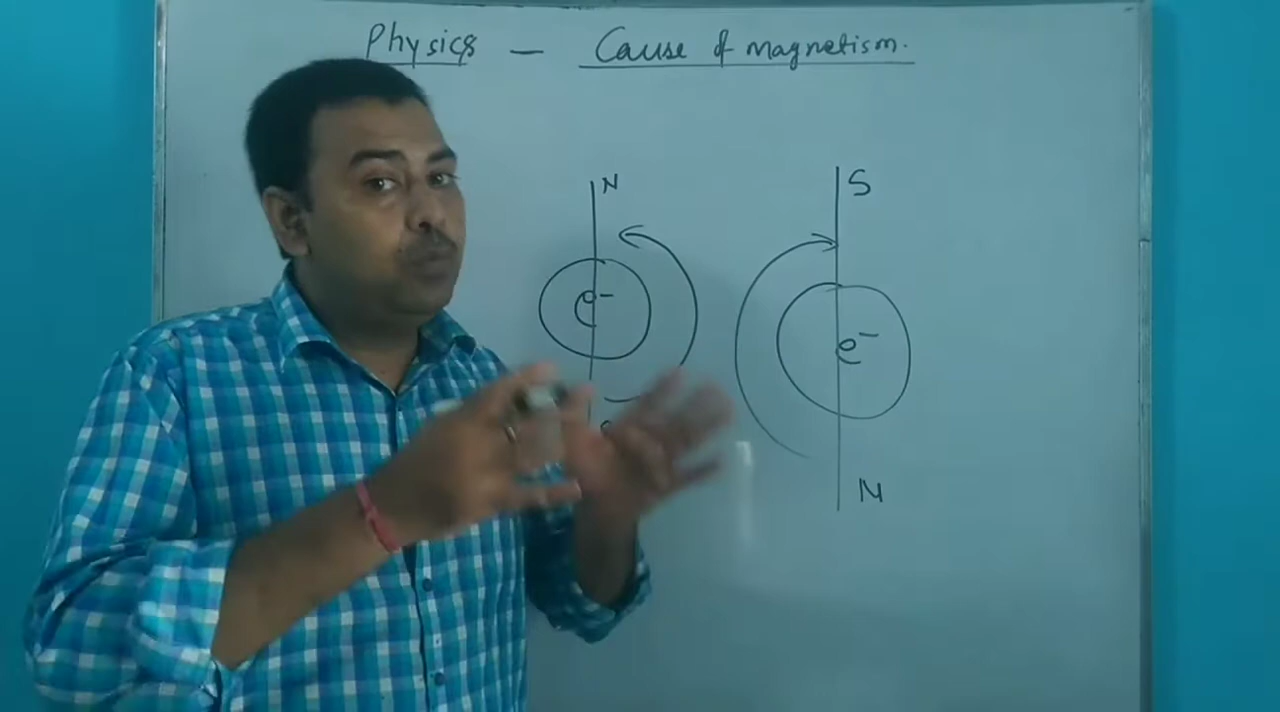 Physics — Cause of magnetism.
N
S
e⁻
e⁻
N